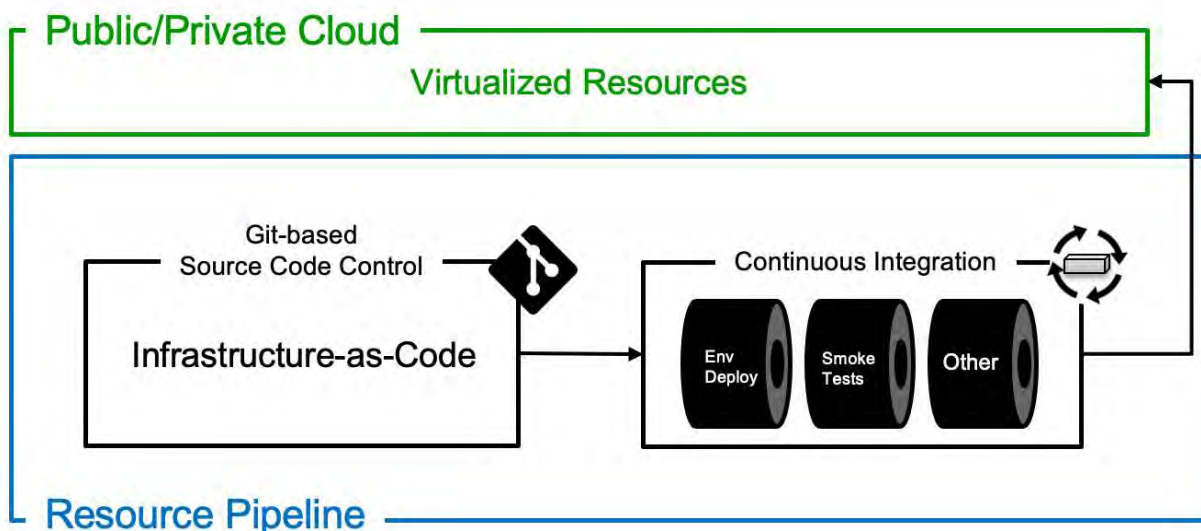 Public/Private Cloud
Virtualized Resources
Git-based
Source Code Control
Infrastructure-as-Code
Continuous Integration
Env
Deploy
Smoke
Tests
Other
Resource Pipeline